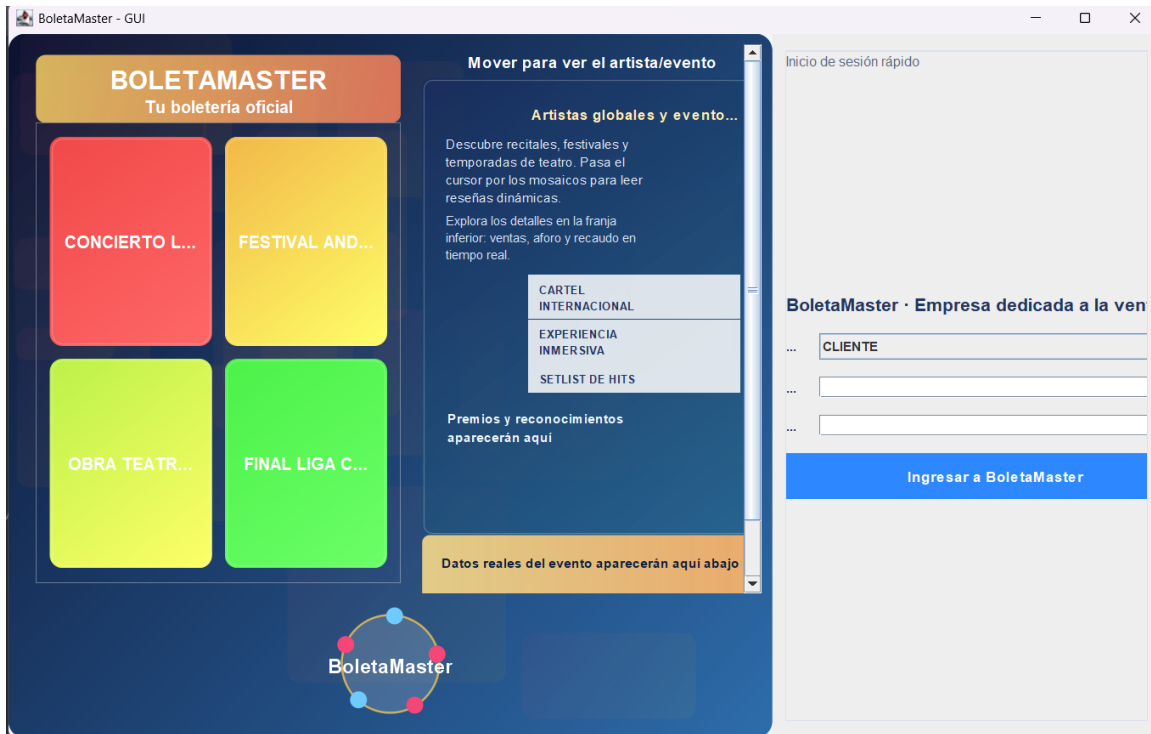 BoletaMaster - GUI
BOLETAMASTER
Tu boletería oficial
CONCIERTO L...
FESTIVAL AND...
OBRA TEATR...
FINAL LIGA C...
Mover para ver el artista/evento
Artistas globales y evento...
Descubre recitales, festivales y
temporadas de teatro. Pasa el
cursor por los mosaicos para leer
reseñas dinámicas.
Explora los detalles en la franja
inferior: ventas, aforo y recaudo en
tiempo real.
CARTEL
INTERNACIONAL
EXPERIENCIA
INMERSIVA
SETLIST DE HITS
Premios y reconocimientos
aparecerán aquí
Datos reales del evento aparecerán aquí abajo
BoletaMaster
Inicio de sesión rápido
BoletaMaster · Empresa dedicada a la ven
... CLIENTE
...
...
Ingresar a BoletaMaster